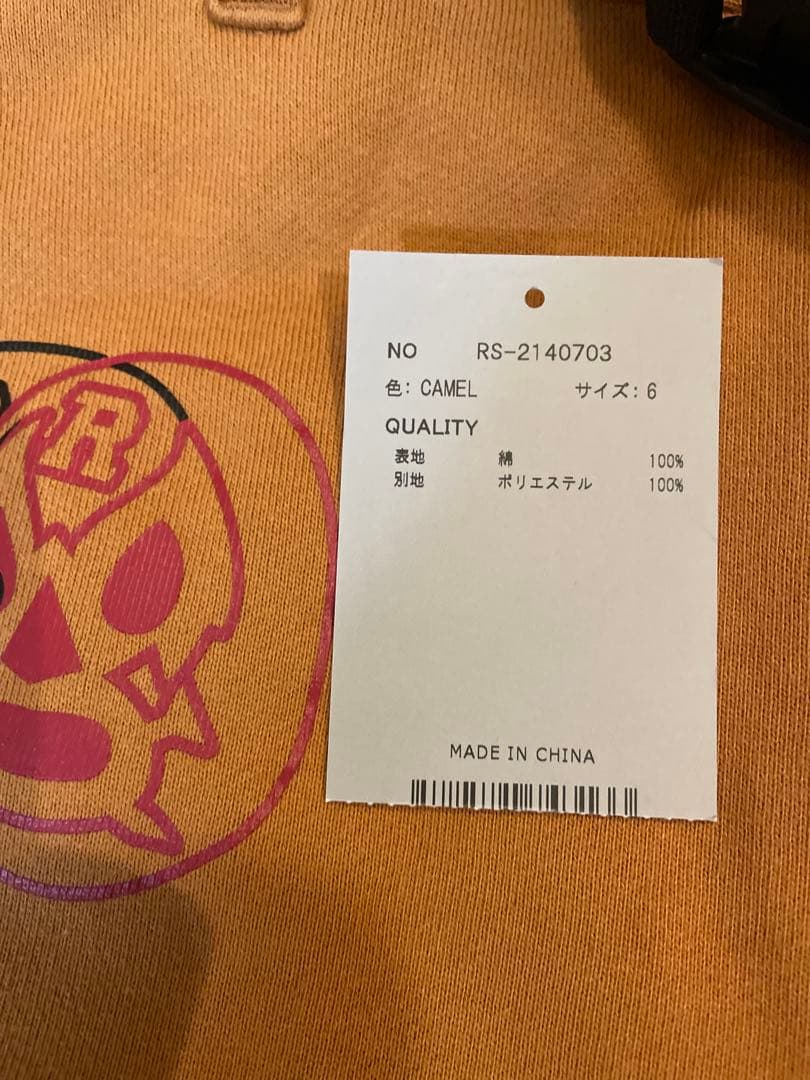 R
NO RS-2140703
色: CAMEL サイズ: 6
QUALITY
表地 綿 100%
別地 ポリエステル 100%
MADE IN CHINA